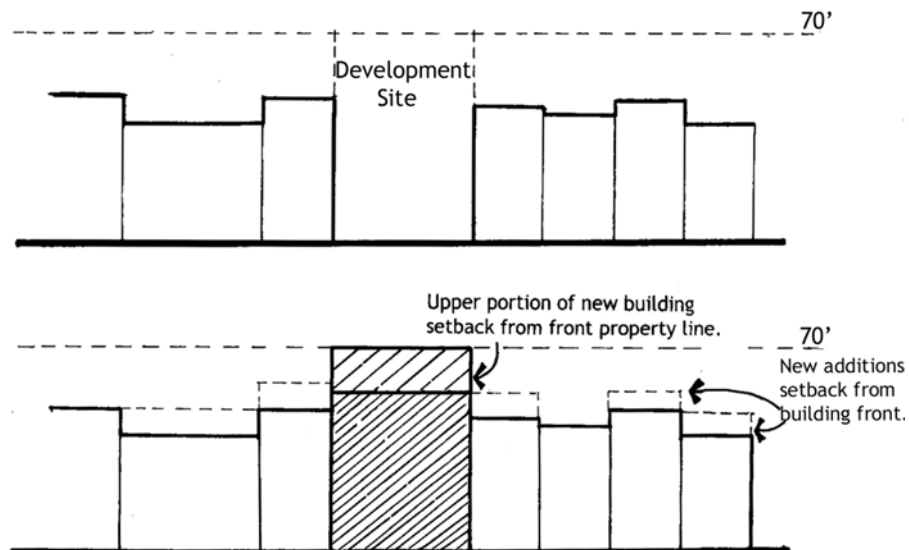 70’
Development
Site
Upper portion of new building
setback from front property line.
70’
New additions
setback from
building front.